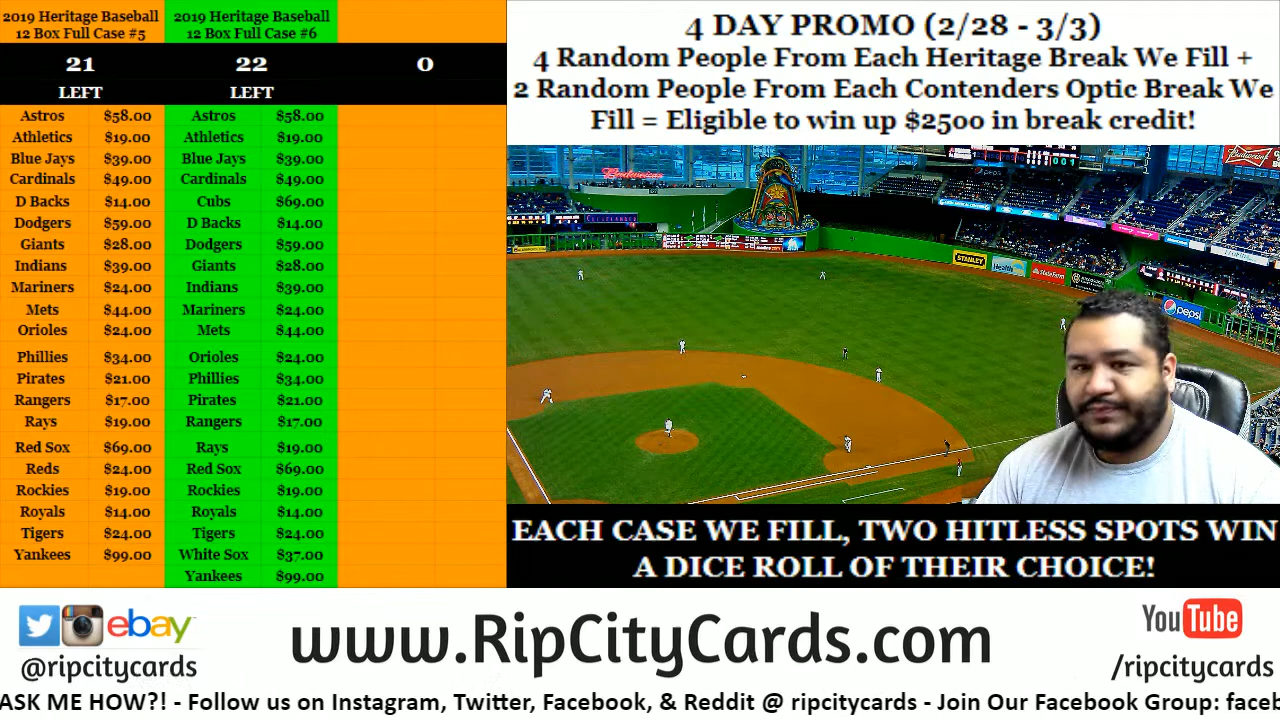 2019 Heritage Baseball
12 Box Full Case #5
21
LEFT
Astros $58.00
Athletics $19.00
Blue Jays $39.00
Cardinals $49.00
D Backs $14.00
Dodgers $59.00
Giants $28.00
Indians $39.00
Mariners $24.00
Mets $44.00
Orioles $24.00
Phillies $34.00
Pirates $21.00
Rangers $17.00
Rays $19.00
Red Sox $69.00
Reds $24.00
Rockies $19.00
Royals $14.00
Tigers $24.00
Yankees $99.00
2019 Heritage Baseball
12 Box Full Case #6
22
LEFT
Astros $58.00
Athletics $19.00
Blue Jays $39.00
Cardinals $49.00
Cubs $69.00
D Backs $14.00
Dodgers $59.00
Giants $28.00
Indians $39.00
Mariners $24.00
Mets $44.00
Orioles $24.00
Phillies $34.00
Pirates $21.00
Rangers $17.00
Rays $19.00
Red Sox $69.00
Rockies $19.00
Royals $14.00
Tigers $24.00
White Sox $37.00
Yankees $99.00
0
4 DAY PROMO (2/28 - 3/3)
4 Random People From Each Heritage Break We Fill +
2 Random People From Each Contenders Optic Break We
Fill = Eligible to win up $2500 in break credit!
Budweiser
Budweiser
pepsi
CLEVELAND
STANLEY
Health
StateFarm
pepsi
EACH CASE WE FILL, TWO HITLESS SPOTS WIN
A DICE ROLL OF THEIR CHOICE!
ebay
@ripcitycards
www.RipCityCards.com
YouTube
/ripcitycards
ASK ME HOW?! - Follow us on Instagram, Twitter, Facebook, & Reddit @ ripcitycards - Join Our Facebook Group: faceb